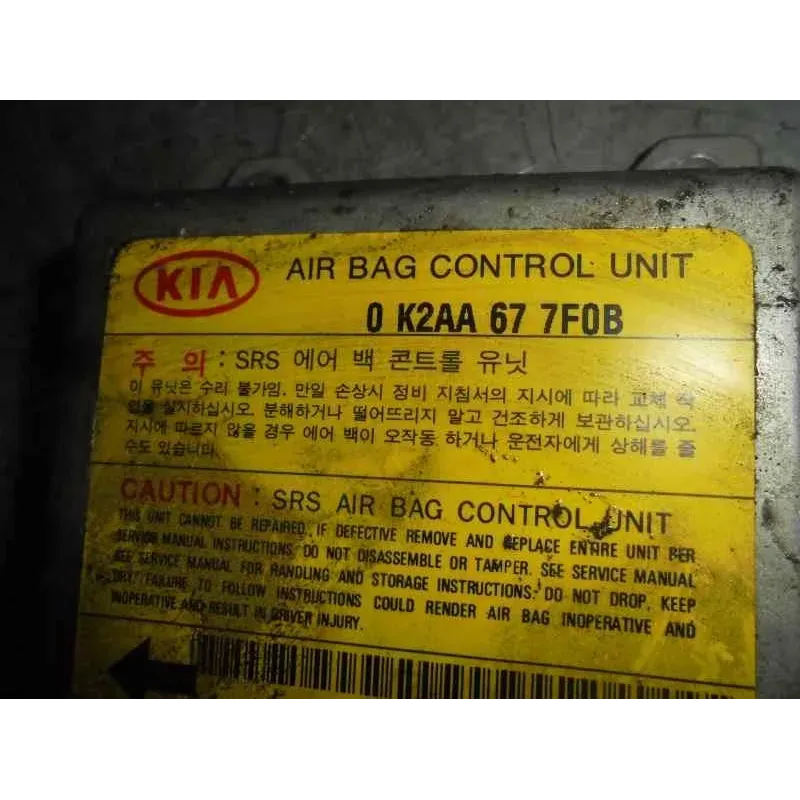 KIA AIR BAG CONTROL UNIT
0 K2AA 67 7F0B
주 의 : SRS 에어 백 콘트롤 유닛
이 유닛은 수리 불가임. 만일 손상시 정비 지침서의 지시에 따라 교체 작
업을 실시하십시오. 분해하거나 떨어뜨리지 말고 건조하게 보관하십시오.
지시에 따르지 않을 경우 에어 백이 오작동 하거나 운전자에게 상해를 줄
수도 있습니다.
CAUTION : SRS AIR BAG CONTROL UNIT
THIS UNIT CANNOT BE REPAIRED. IF DEFECTIVE REMOVE AND REPLACE ENTIRE UNIT PER
SERVICE MANUAL INSTRUCTIONS. DO NOT DISASSEMBLE OR TAMPER. SEE SERVICE MANUAL
SEE SERVICE MANUAL FOR HANDLING AND STORAGE INSTRUCTIONS. DO NOT DROP, KEEP
DRY. FAILURE TO FOLLOW INSTRUCTIONS COULD RENDER AIR BAG INOPERATIVE AND
INOPERATIVE AND RESULT IN DRIVER INJURY.